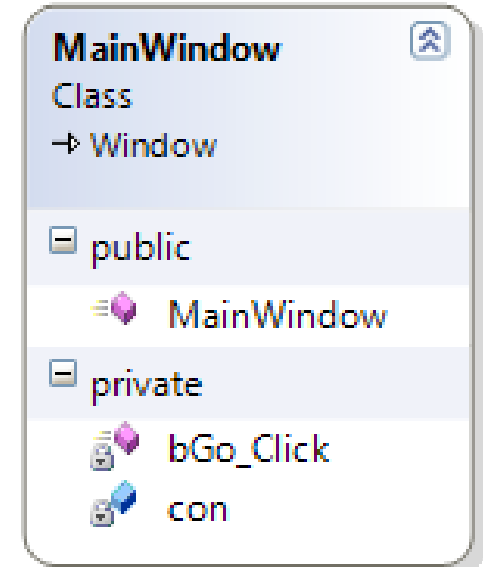 MainWindow
Class
Window
public
MainWindow
private
bGo_Click
con